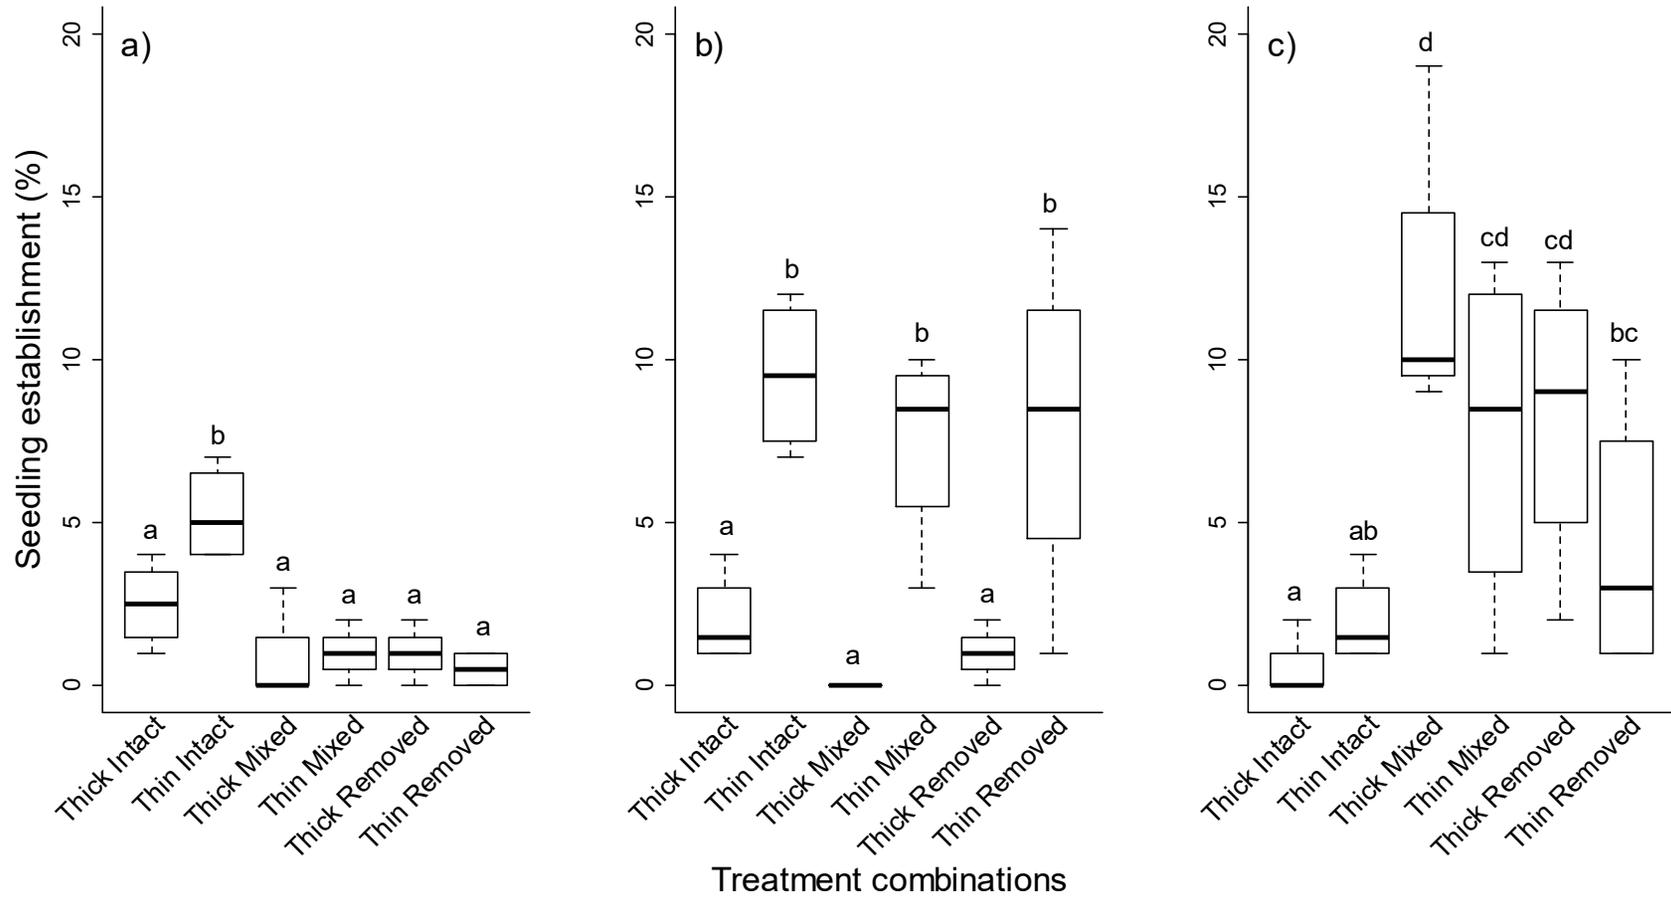 Seedling establishment (%)
a)
20
15
10
5
0
a
b
a
a
a
a
Thick Intact
Thin Intact
Thick Mixed
Thin Mixed
Thick Removed
Thin Removed
b)
20
15
10
5
0
a
b
a
b
a
b
Thick Intact
Thin Intact
Thick Mixed
Thin Mixed
Thick Removed
Thin Removed
c)
20
15
10
5
0
a
ab
d
cd
cd
bc
Thick Intact
Thin Intact
Thick Mixed
Thin Mixed
Thick Removed
Thin Removed
Treatment combinations